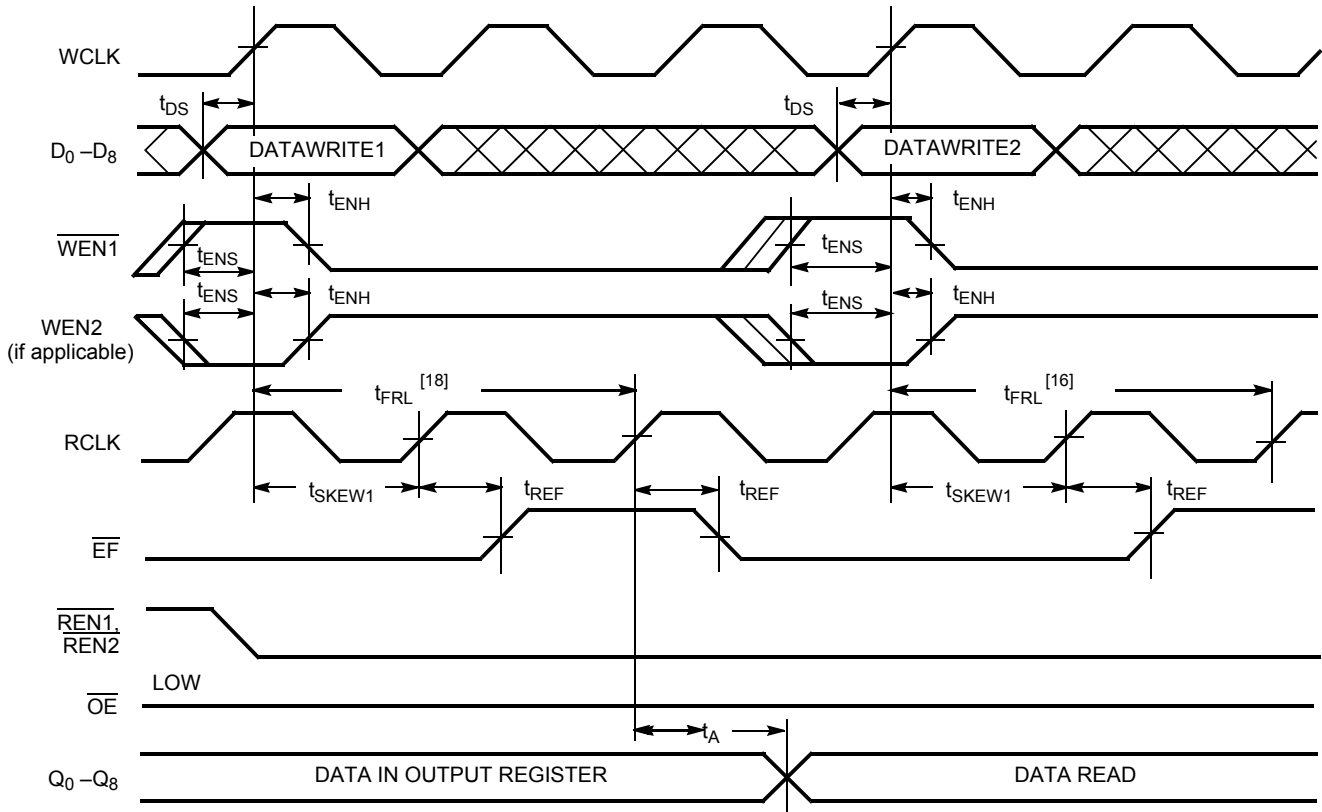 WCLK
tDS tDS
D0 –D8 DATAWRITE1 DATAWRITE2
tENH tENH
WEN1
tENS tENS
tENS tENH tENS tENH
WEN2
(if applicable)
tFRL [18] tFRL [16]
RCLK
tSKEW1 tREF tREF tSKEW1 tREF
EF
REN1,
REN2
LOW
OE
tA
Q0 –Q8 DATA IN OUTPUT REGISTER DATA READ